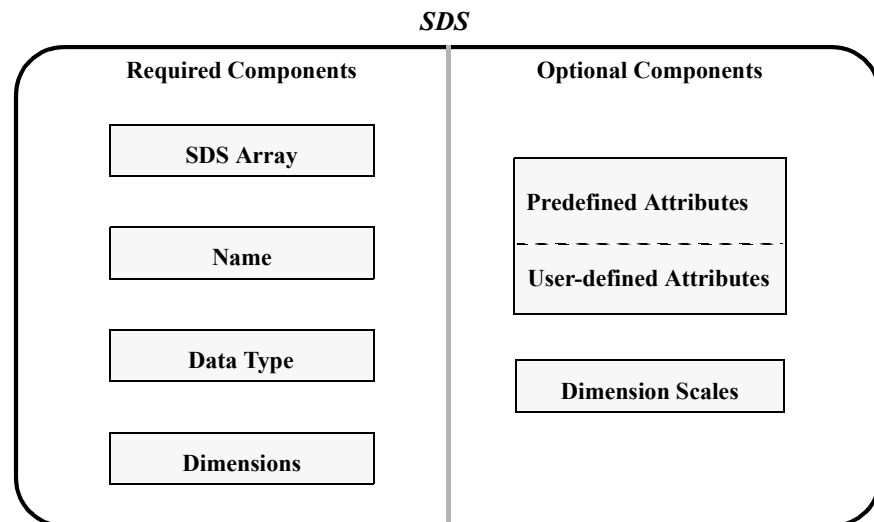 SDS
Required Components
SDS Array
Name
Data Type
Dimensions
Optional Components
Predefined Attributes
User-defined Attributes
Dimension Scales